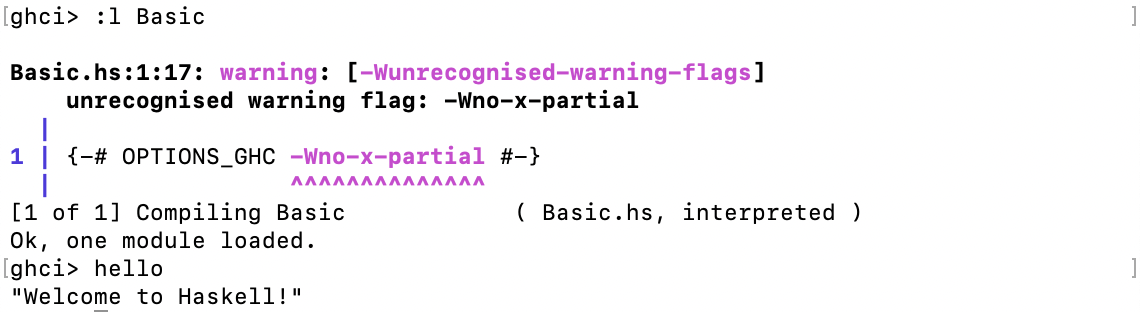 [ghci> :l Basic ]
Basic.hs:1:17: warning: [-Wunrecognised-warning-flags]
unrecognised warning flag: -Wno-x-partial
|
1 | {-# OPTIONS_GHC -Wno-x-partial #-}
| ^^^^^^^^^^^^^^
[1 of 1] Compiling Basic ( Basic.hs, interpreted )
Ok, one module loaded.
[ghci> hello ]
"Welcome to Haskell!"